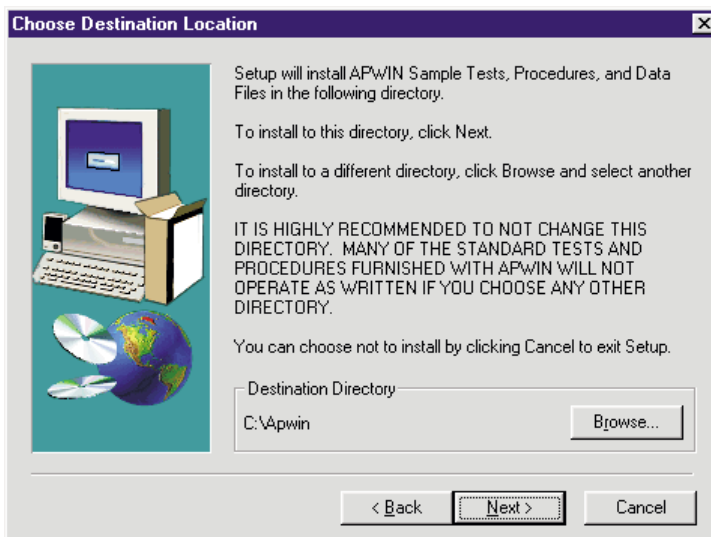 Choose Destination Location
Setup will install APWIN Sample Tests, Procedures, and Data
Files in the following directory.
To install to this directory, click Next.
To install to a different directory, click Browse and select another
directory.
IT IS HIGHLY RECOMMENDED TO NOT CHANGE THIS
DIRECTORY.  MANY OF THE STANDARD TESTS AND
PROCEDURES FURNISHED WITH APWIN WILL NOT
OPERATE AS WRITTEN IF YOU CHOOSE ANY OTHER
DIRECTORY.
You can choose not to install by clicking Cancel to exit Setup.
Destination Directory
C:\Apwin
Browse...
< Back
Next >
Cancel